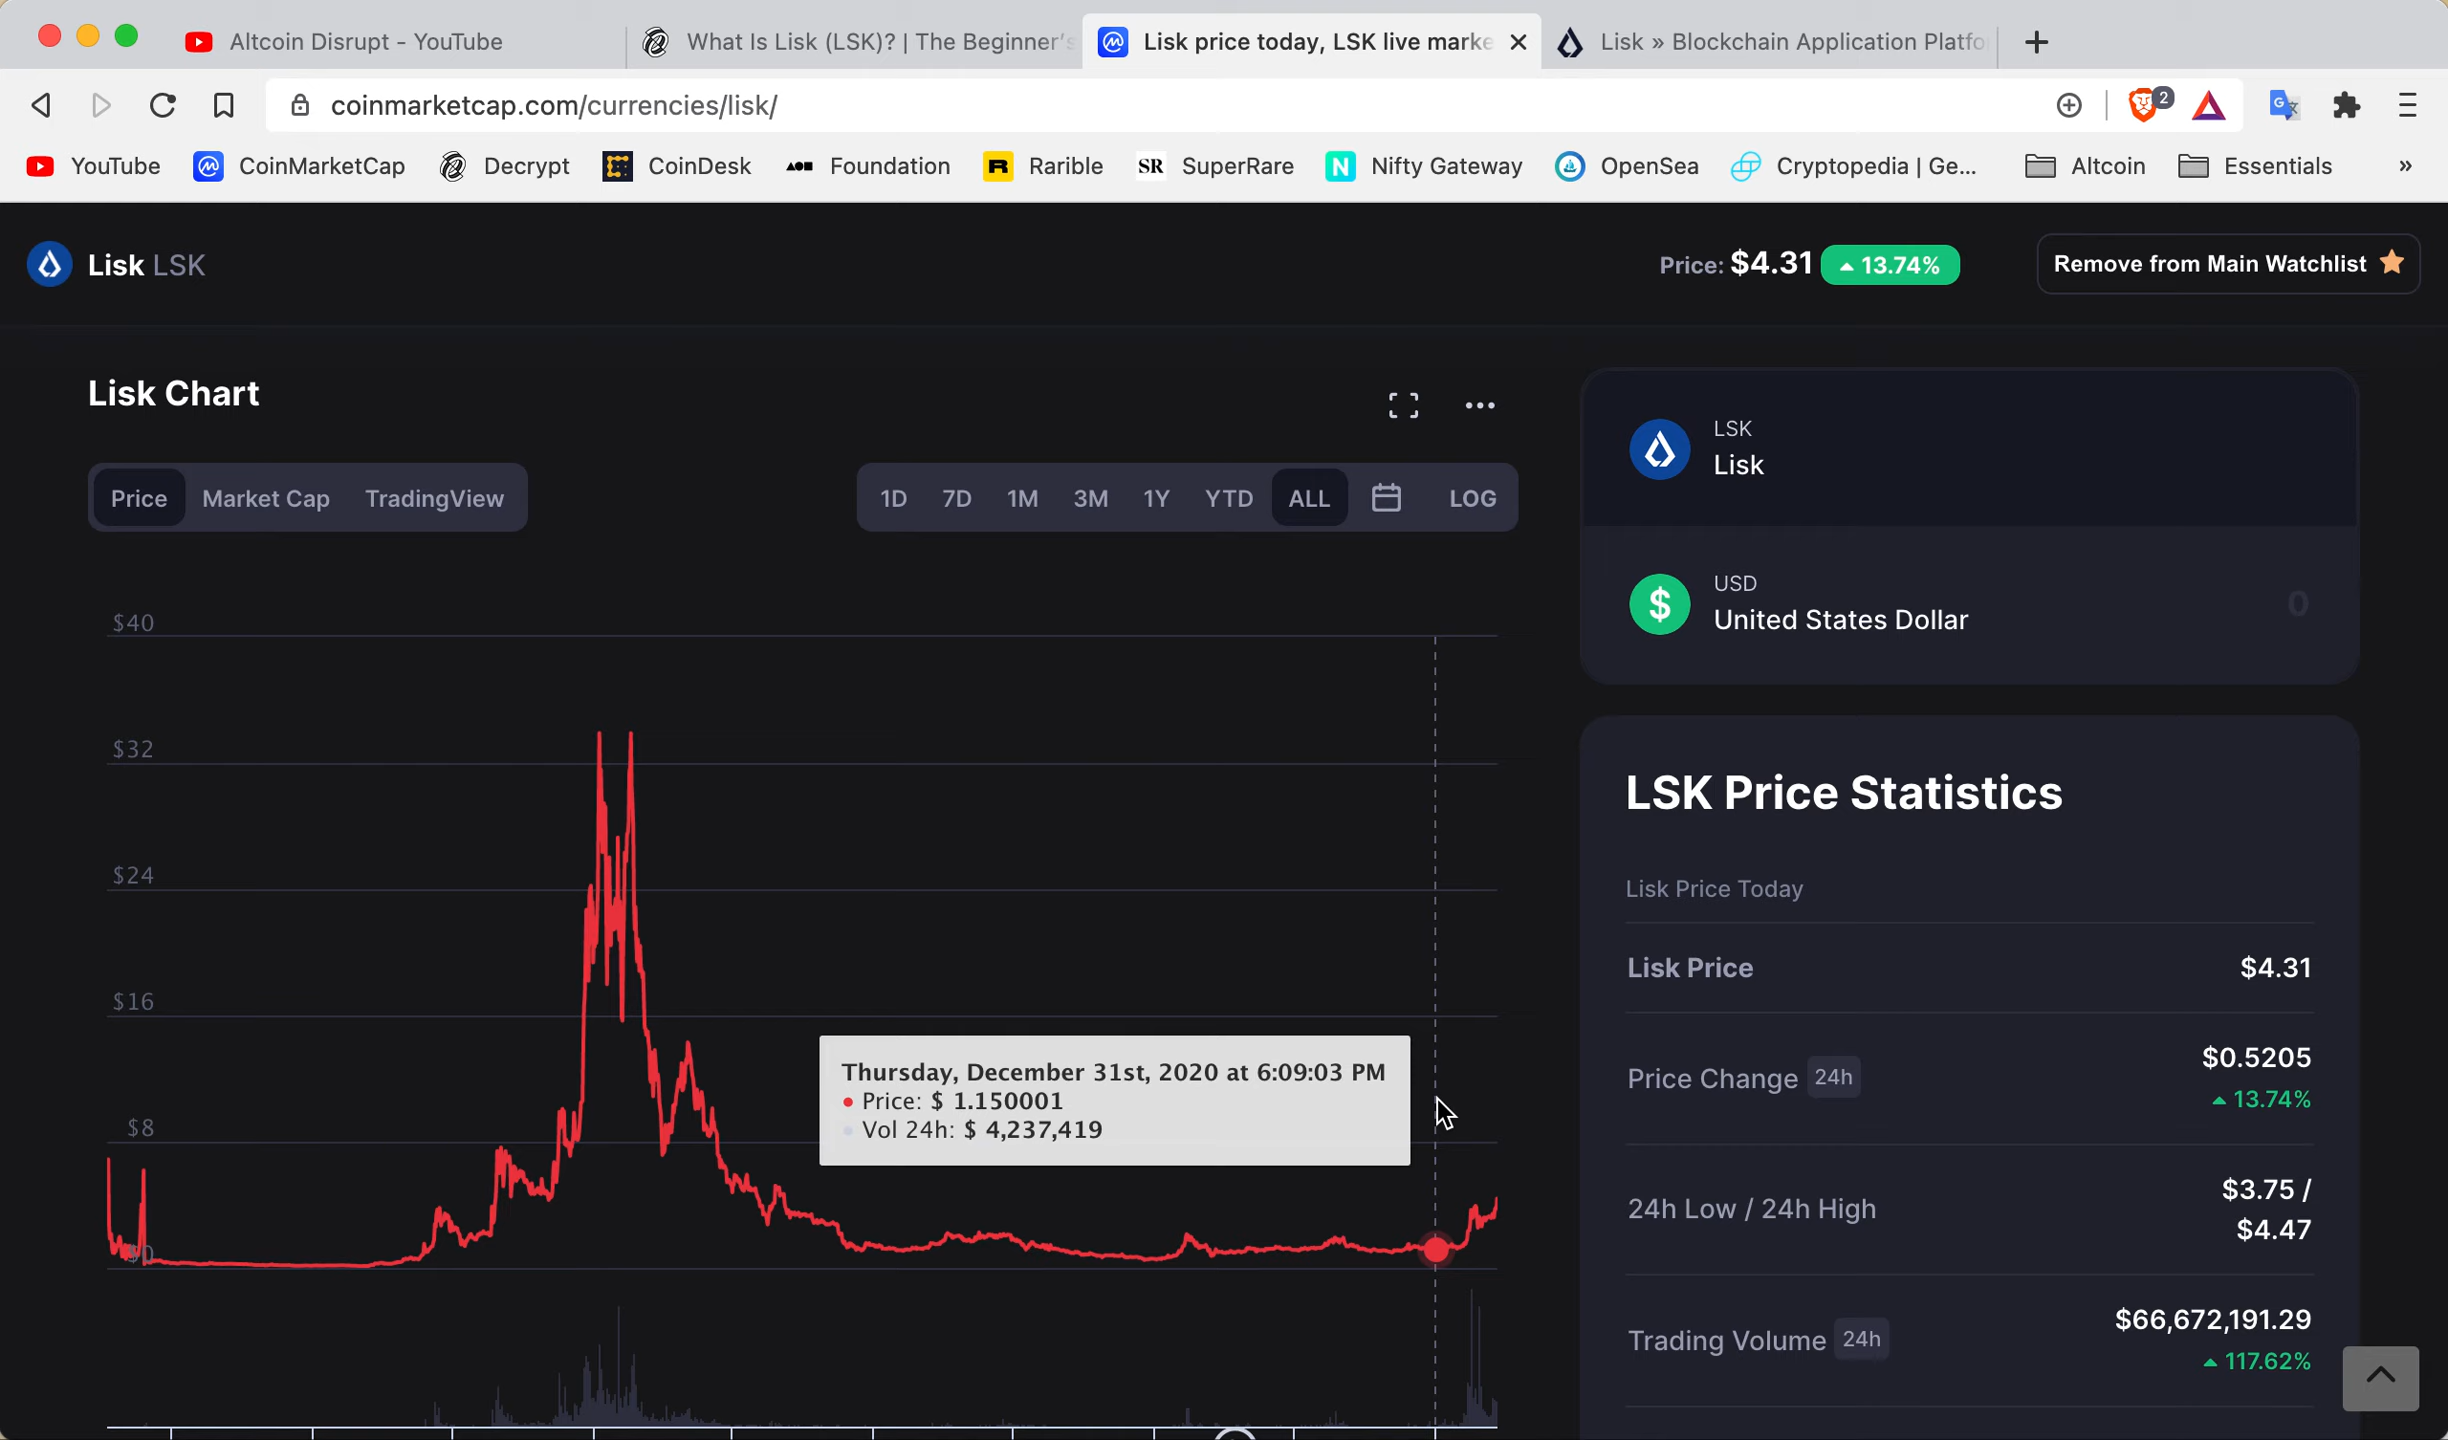 Altcoin Disrupt - YouTube
What Is Lisk (LSK)? | The Beginner's
Lisk price today, LSK live marke
Lisk » Blockchain Application Platfo
coinmarketcap.com/currencies/lisk/
2
YouTube
CoinMarketCap
Decrypt
CoinDesk
Foundation
R Rarible
SR SuperRare
N Nifty Gateway
OpenSea
Cryptopedia | Ge...
Altcoin
Essentials
»
Lisk LSK
Price: $4.31 13.74%
Remove from Main Watchlist
Lisk Chart
Price Market Cap TradingView
1D 7D 1M 3M 1Y YTD ALL LOG
$40
$32
$24
$16
$8
$0
Thursday, December 31st, 2020 at 6:09:03 PM
Price: $ 1.150001
Vol 24h: $ 4,237,419
LSK
Lisk
$
USD
United States Dollar
0
LSK Price Statistics
Lisk Price Today
Lisk Price $4.31
Price Change 24h $0.5205
13.74%
24h Low / 24h High $3.75 /
$4.47
Trading Volume 24h $66,672,191.29
117.62%